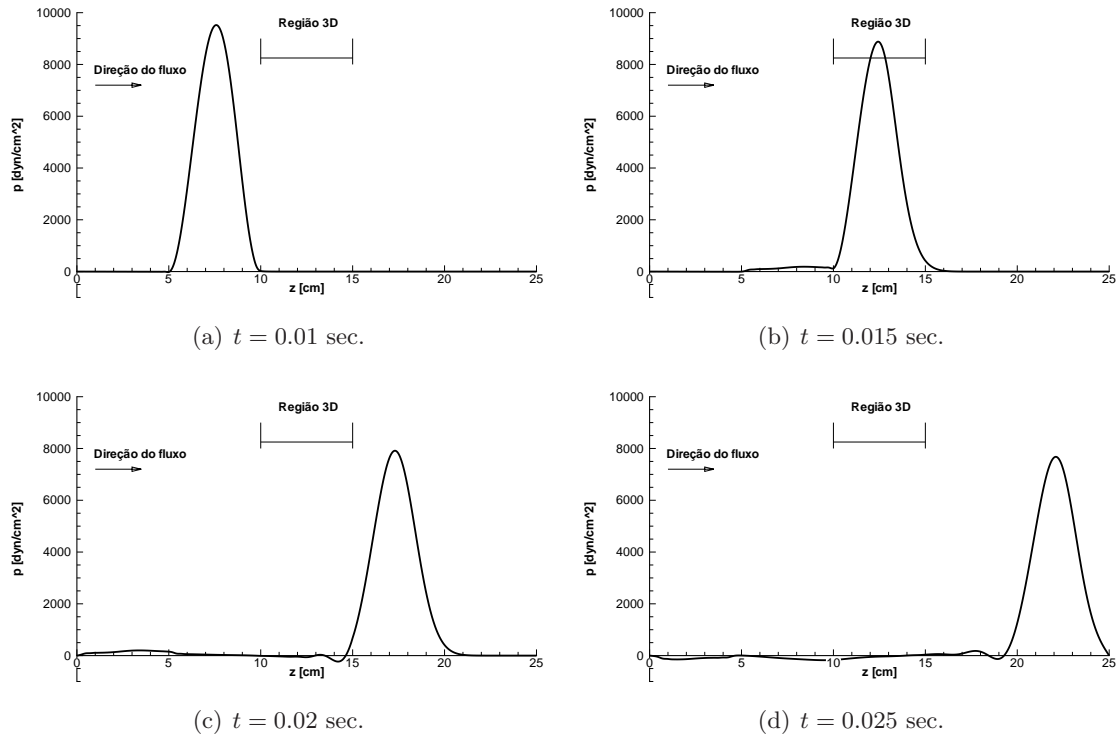 10000
8000
6000
4000
2000
0
p [dyn/cm^2]
Região 3D
Direção do fluxo
0 5 10 15 20 25
z [cm]
(a) t = 0.01 sec.
10000
8000
6000
4000
2000
0
p [dyn/cm^2]
Região 3D
Direção do fluxo
0 5 10 15 20 25
z [cm]
(b) t = 0.015 sec.
10000
8000
6000
4000
2000
0
p [dyn/cm^2]
Região 3D
Direção do fluxo
0 5 10 15 20 25
z [cm]
(c) t = 0.02 sec.
10000
8000
6000
4000
2000
0
p [dyn/cm^2]
Região 3D
Direção do fluxo
0 5 10 15 20 25
z [cm]
(d) t = 0.025 sec.